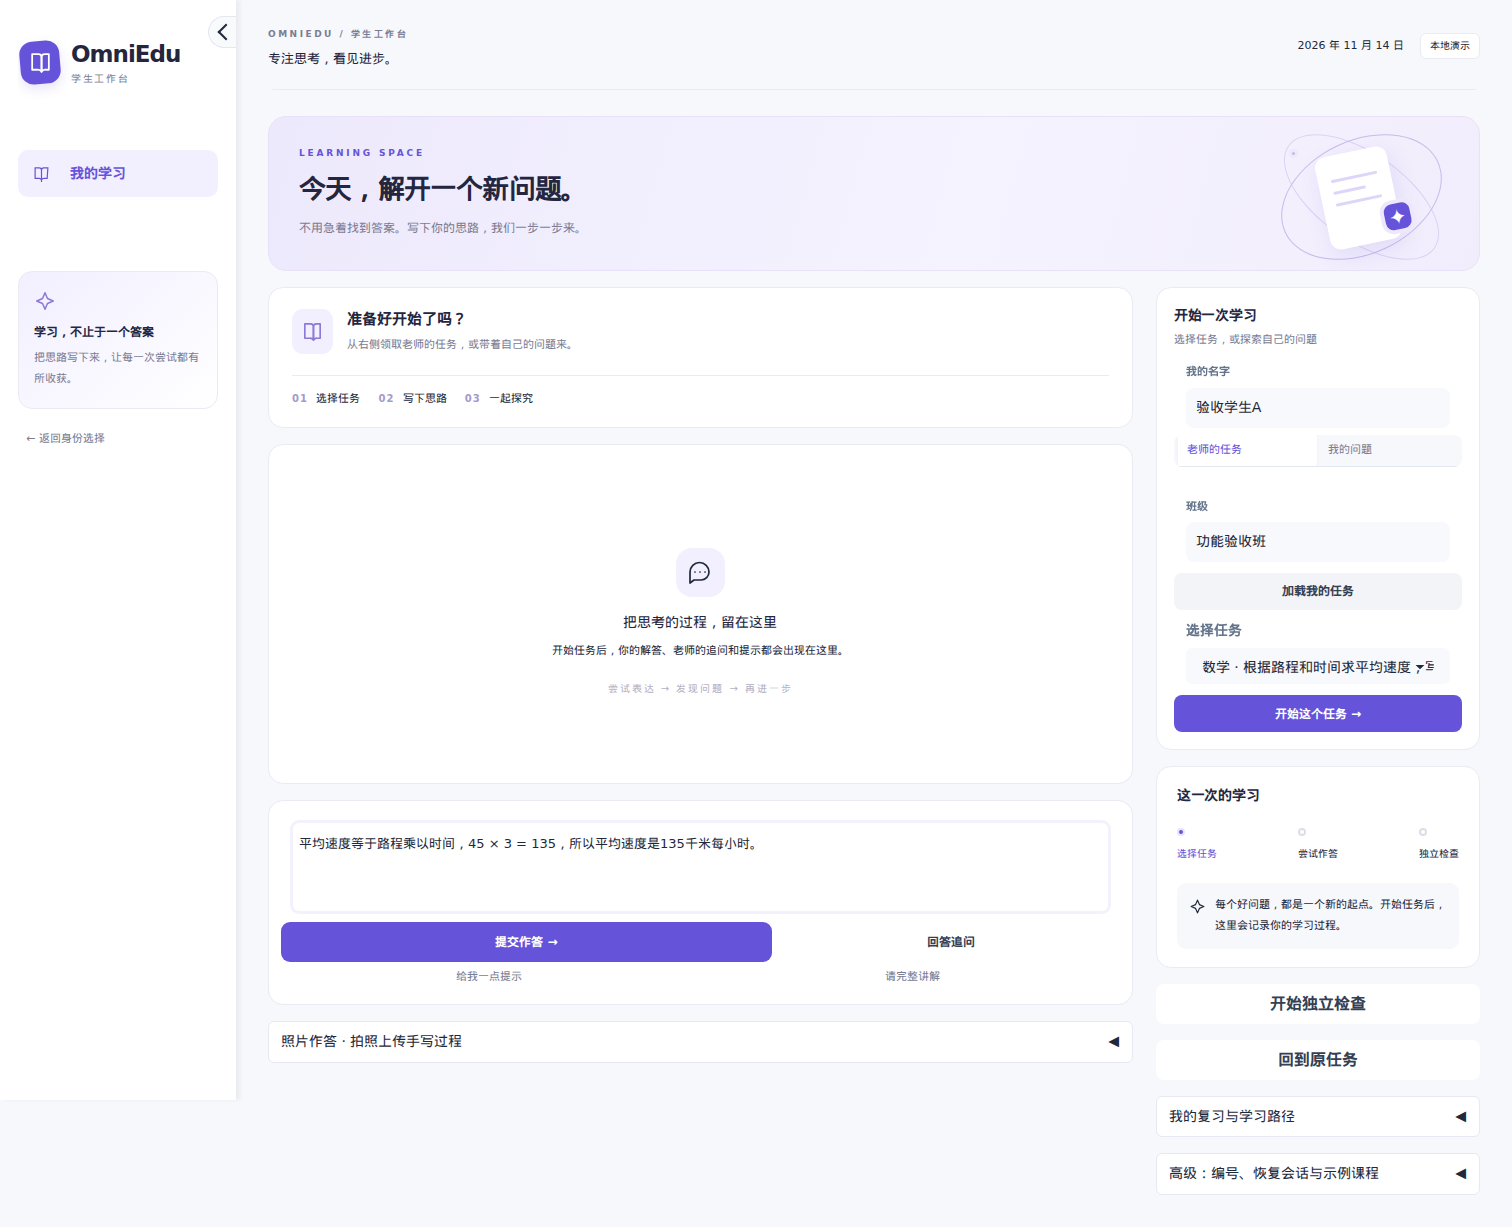 OmniEdu
学生工作台
我的学习
学习，不止于一个答案
把思路写下来，让每一次尝试都有
所收获。
← 返回身份选择
OMNIEDU / 学生工作台
专注思考，看见进步。
2026 年 11 月 14 日
本地演示
LEARNING SPACE
今天，解开一个新问题。
不用急着找到答案。写下你的思路，我们一步一步来。
准备好开始了吗？
从右侧领取老师的任务，或带着自己的问题来。
01 选择任务 02 写下思路 03 一起探究
把思考的过程，留在这里
开始任务后，你的解答、老师的追问和提示都会出现在这里。
尝试表达 → 发现问题 → 再进一步
平均速度等于路程乘以时间，45 × 3 = 135，所以平均速度是135千米每小时。
提交作答 →
回答追问
给我一点提示
请完整讲解
照片作答 · 拍照上传手写过程
开始一次学习
选择任务，或探索自己的问题
我的名字
验收学生A
老师的任务
我的问题
班级
功能验收班
加载我的任务
选择任务
数学 · 根据路程和时间求平均速度
开始这个任务 →
这一次的学习
选择任务
尝试作答
独立检查
每个好问题，都是一个新的起点。开始任务后，
这里会记录你的学习过程。
开始独立检查
回到原任务
我的复习与学习路径
高级：编号、恢复会话与示例课程